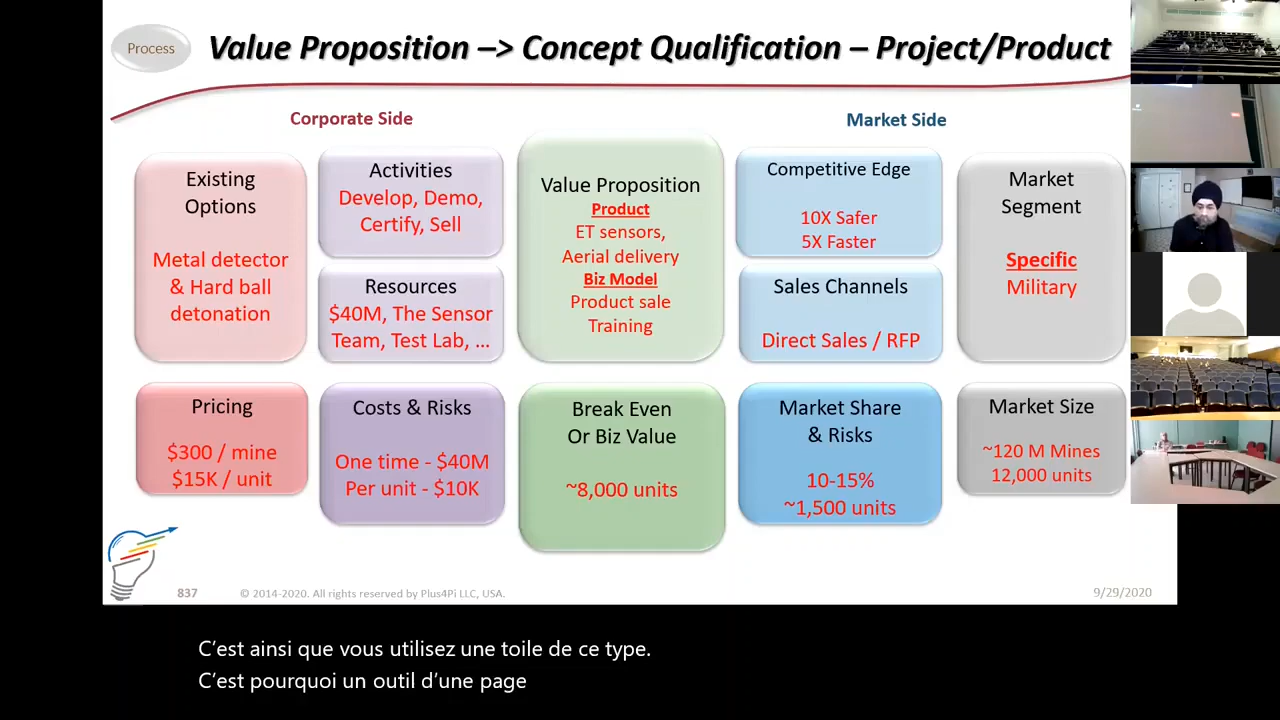 Process
Value Proposition –> Concept Qualification – Project/Product
Corporate Side
Market Side
Existing
Options
Metal detector
& Hard ball
detonation
Activities
Develop, Demo,
Certify, Sell
Resources
$40M, The Sensor
Team, Test Lab, ...
Value Proposition
Product
ET sensors,
Aerial delivery
Biz Model
Product sale
Training
Competitive Edge
10X Safer
5X Faster
Sales Channels
Direct Sales / RFP
Market
Segment
Specific
Military
Pricing
$300 / mine
$15K / unit
Costs & Risks
One time - $40M
Per unit - $10K
Break Even
Or Biz Value
~8,000 units
Market Share
& Risks
10-15%
~1,500 units
Market Size
~120 M Mines
12,000 units
837
© 2014-2020. All rights reserved by Plus4Pi LLC, USA.
9/29/2020
C’est ainsi que vous utilisez une toile de ce type.
C’est pourquoi un outil d’une page